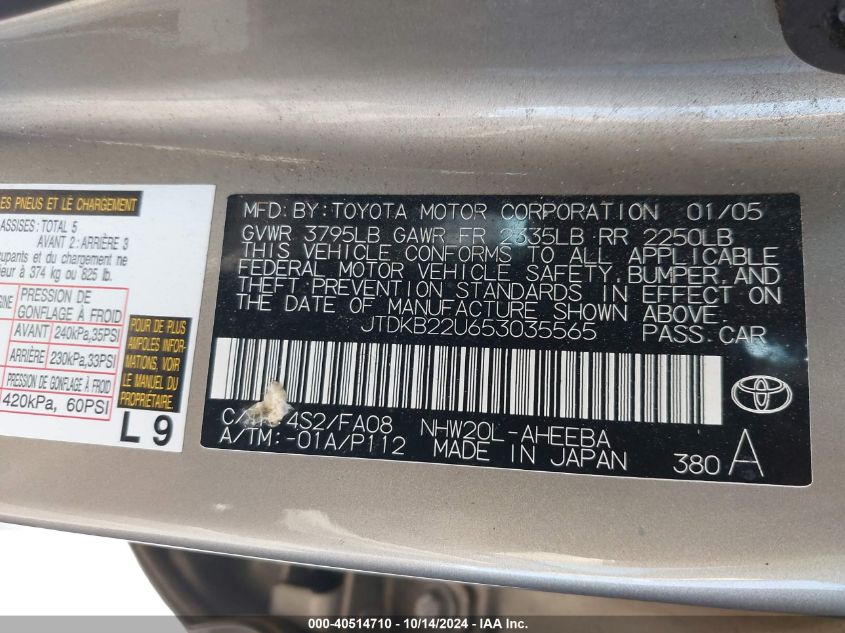 ES PNEUS ET LE CHARGEMENT
ASSISES: TOTAL 5
AVANT 2: ARRIÈRE 3
cupants et du chargement ne
ieur à 374 kg ou 825 lb.
PRESSION DE
GONFLAGE À FROID
AVANT 240kPa, 35PSI
ARRIÈRE 230kPa, 33PSI
PRESSION DE GONFLAGE À FROID
420kPa, 60PSI
POUR DE PLUS
AMPLES INFOR-
MATIONS, VOIR
LE MANUEL DU
PROPRIÉTAIRE.
L 9
MFD. BY: TOYOTA MOTOR CORPORATION 01/05
GVWR 3795LB GAWR FR 335LB RR 2250LB
THIS VEHICLE CONFORMS TO ALL APPLICABLE
FEDERAL MOTOR VEHICLE SAFETY, BUMPER, AND
THEFT PREVENTION STANDARDS IN EFFECT ON
THE DATE OF MANUFACTURE SHOWN ABOVE.
JTDKB22U653035565 PASS. CAR
4S2/FA08 NHW20L-AHEEBA
A/TM:-01A/P112 MADE IN JAPAN 380 A
000-40514710 - 10/14/2024 - IAA Inc.